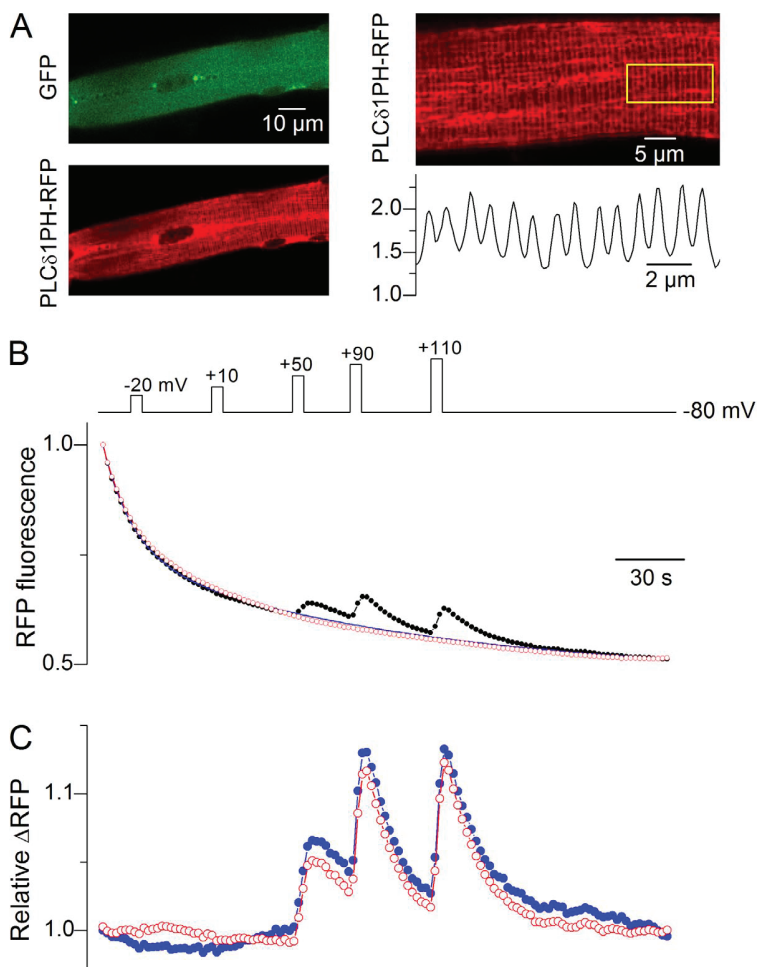 A
GFP
10 µm
PLCδ1PH-RFP
PLCδ1PH-RFP
5 µm
2.0
1.5
1.0
2 µm
B
-20 mV
+10
+50
+90
+110
-80 mV
1.0
0.5
RFP fluorescence
30 s
C
1.1
1.0
Relative ΔRFP